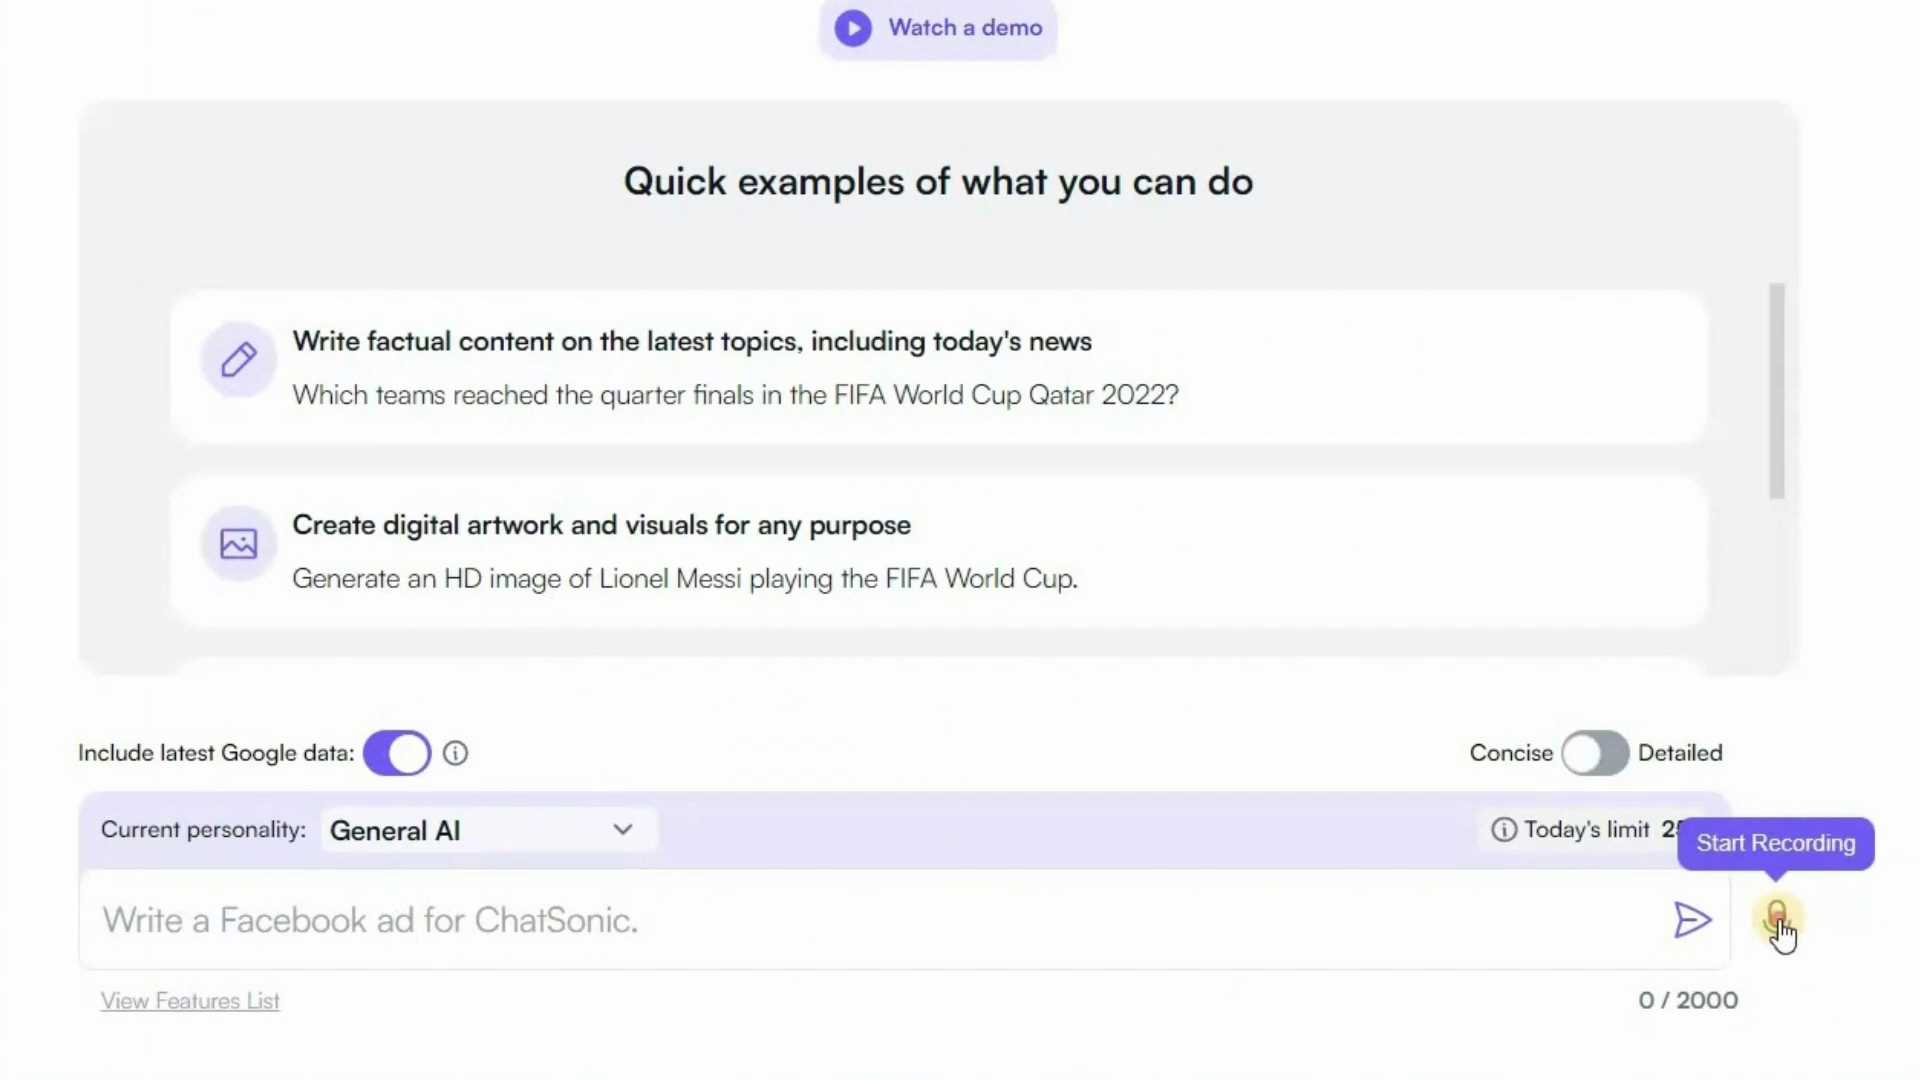 Watch a demo
Quick examples of what you can do
Write factual content on the latest topics, including today's news
Which teams reached the quarter finals in the FIFA World Cup Qatar 2022?
Create digital artwork and visuals for any purpose
Generate an HD image of Lionel Messi playing the FIFA World Cup.
Include latest Google data:
Concise Detailed
Current personality: General AI
Today's limit
Start Recording
Write a Facebook ad for ChatSonic.
View Features List
0 / 2000